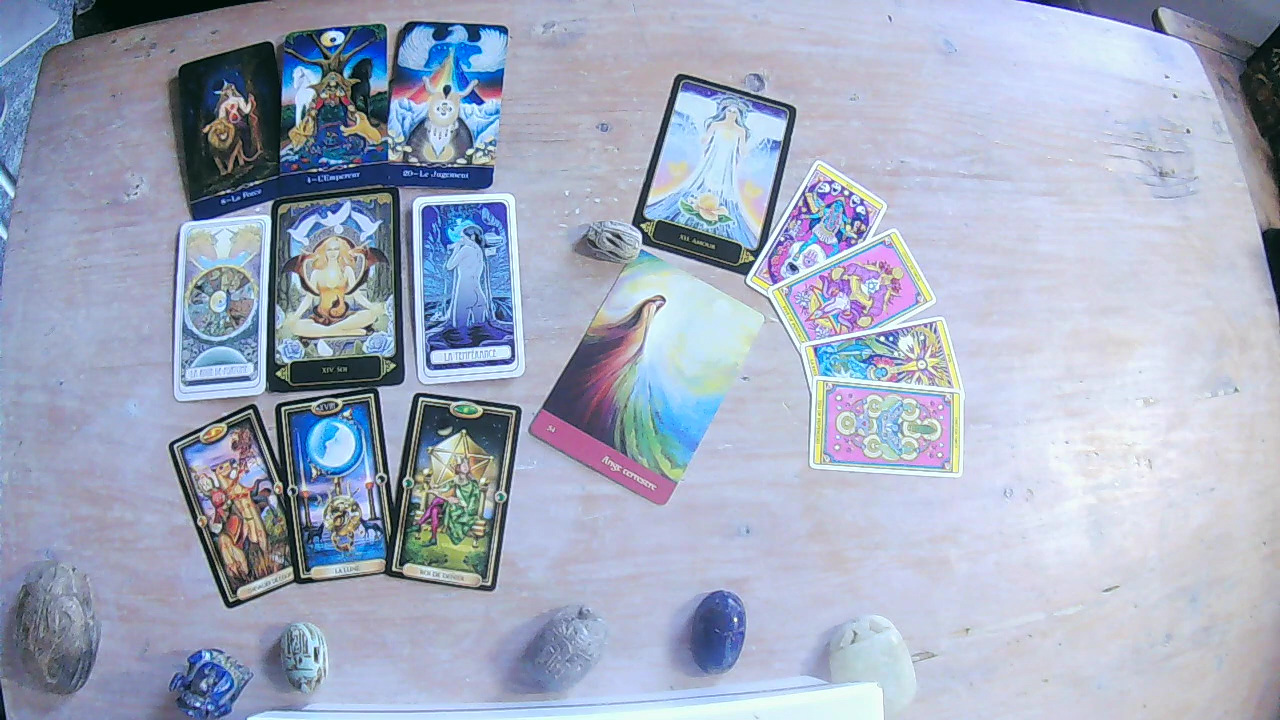 8 - La Force
4 - L'Empereur
20 - Le Jugement
LA ROUE DE FORTUNE
XIV. SOI
LA TEMPÉRANCE
XVIII
LA LUNE
ROI DE DENIERS
XII. AMOUR
54
Ange terrestre